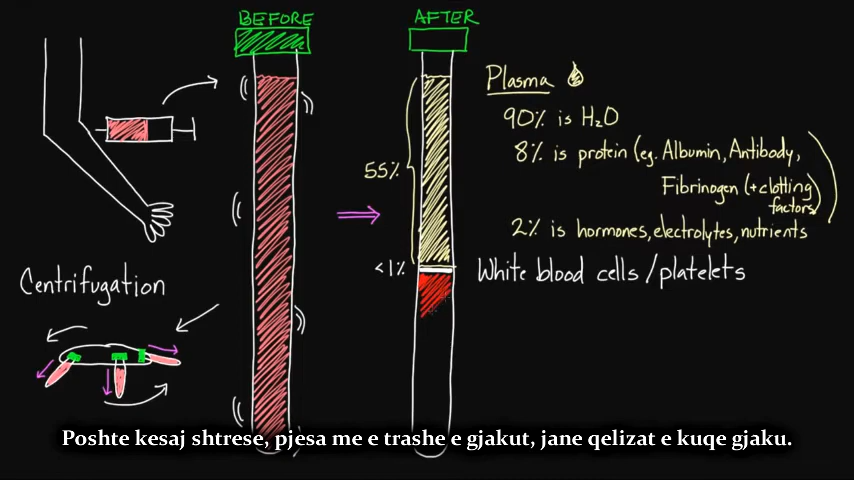 BEFORE
AFTER
Plasma
90% is H₂O
8% is protein (eg. Albumin, Antibody,
Fibrinogen (+clotting
factors)
2% is hormones, electrolytes, nutrients
55%
<1%
White blood cells/platelets
Centrifugation
Poshte kesaj shtrese, pjesa me e trashe e gjakut, jane qelizat e kuqe gjaku.